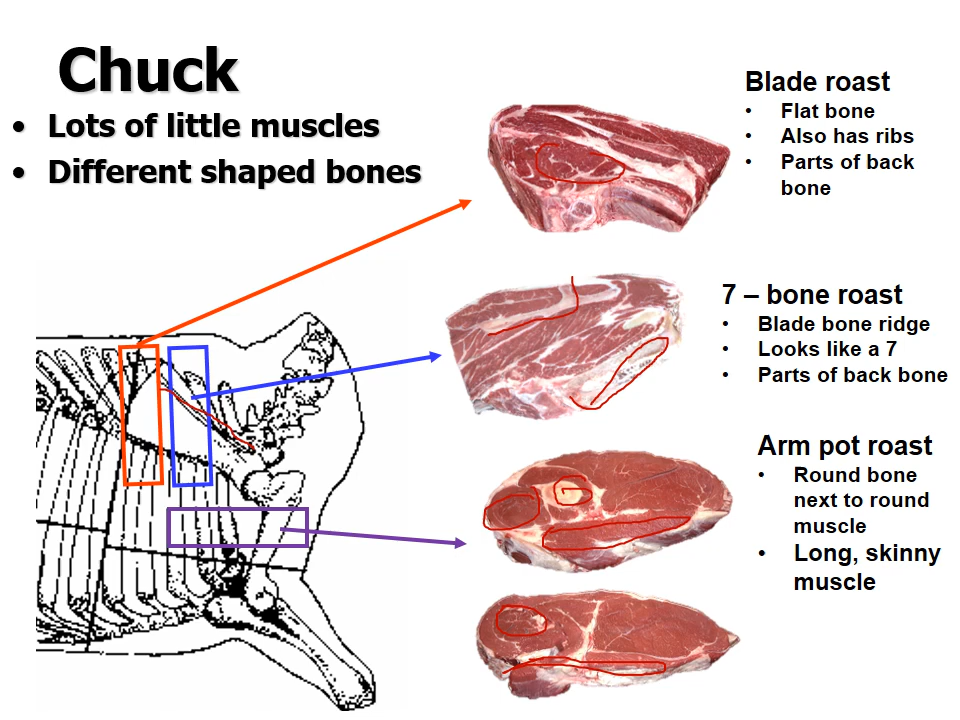 Chuck
• Lots of little muscles
• Different shaped bones
Blade roast
• Flat bone
• Also has ribs
• Parts of back
bone
7 – bone roast
• Blade bone ridge
• Looks like a 7
• Parts of back bone
Arm pot roast
• Round bone
next to round
muscle
• Long, skinny
muscle